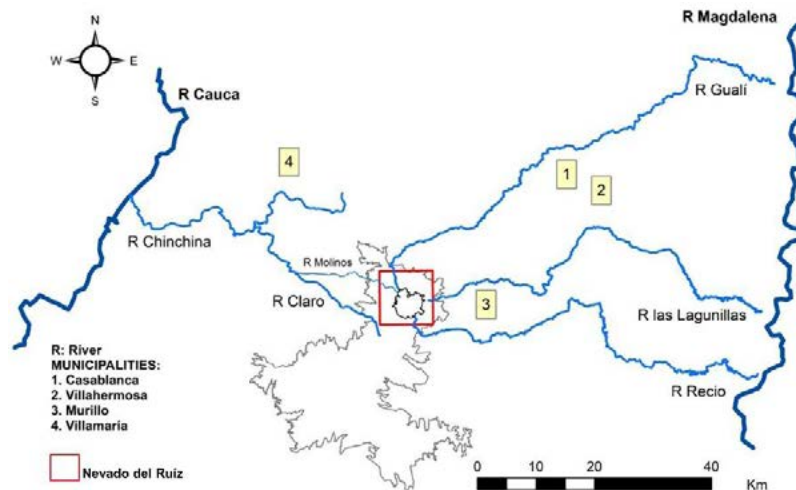 N
W E
S
R Cauca
R Magdalena
R Gualí
4
1
2
R Chinchina
R Molinos
R Claro
3
R las Lagunillas
R Recio
R: River
MUNICIPALITIES:
1. Casablanca
2. Villahermosa
3. Murillo
4. Villamaría
Nevado del Ruiz
0 10 20 40
Km